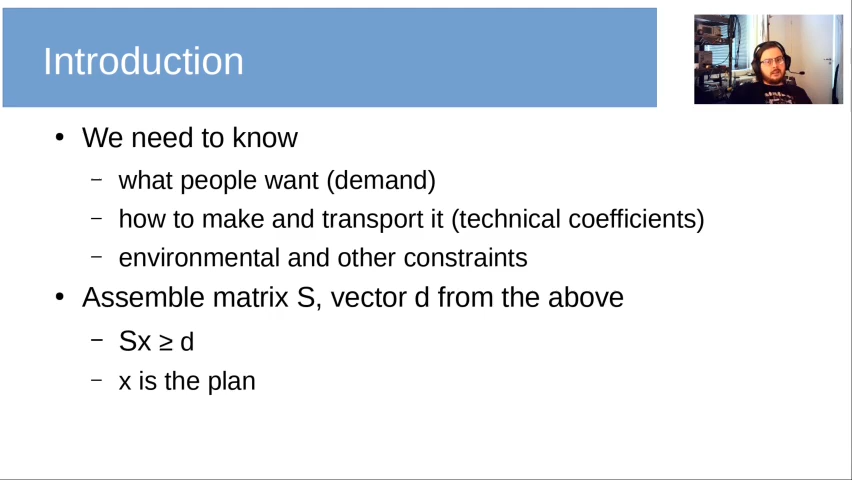 Introduction
• We need to know
– what people want (demand)
– how to make and transport it (technical coefficients)
– environmental and other constraints
• Assemble matrix S, vector d from the above
– Sx ≥ d
– x is the plan